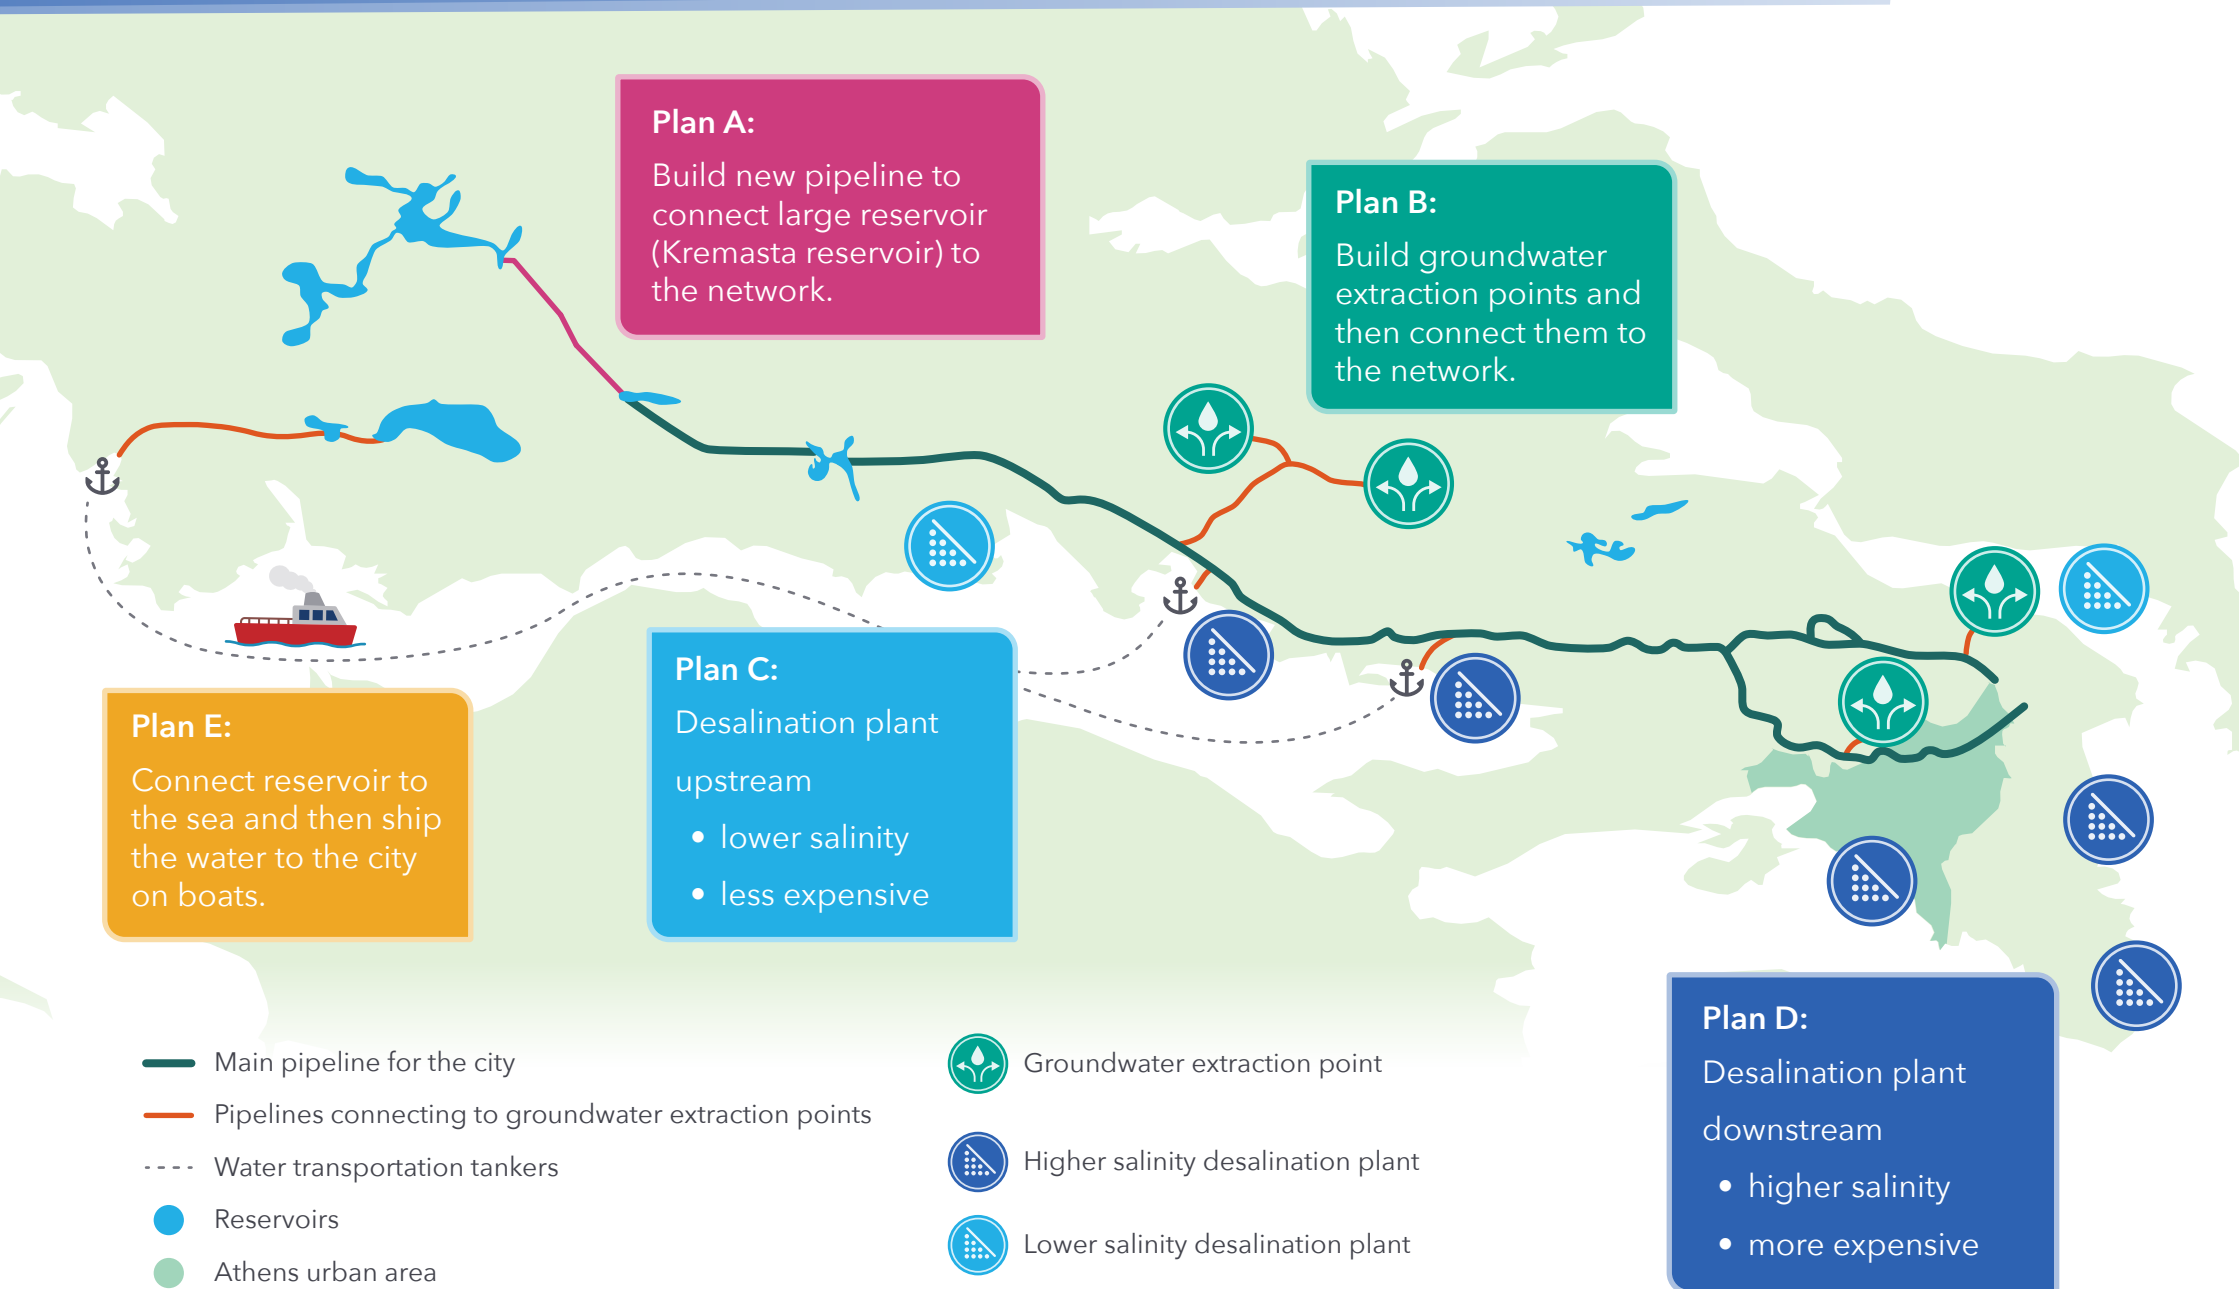 Plan A:
Build new pipeline to
connect large reservoir
(Kremasta reservoir) to
the network.
Plan B:
Build groundwater
extraction points and
then connect them to
the network.
Plan E:
Connect reservoir to
the sea and then ship
the water to the city
on boats.
Plan C:
Desalination plant
upstream
• lower salinity
• less expensive
Plan D:
Desalination plant
downstream
• higher salinity
• more expensive
Main pipeline for the city
Pipelines connecting to groundwater extraction points
Water transportation tankers
Reservoirs
Athens urban area
Groundwater extraction point
Higher salinity desalination plant
Lower salinity desalination plant